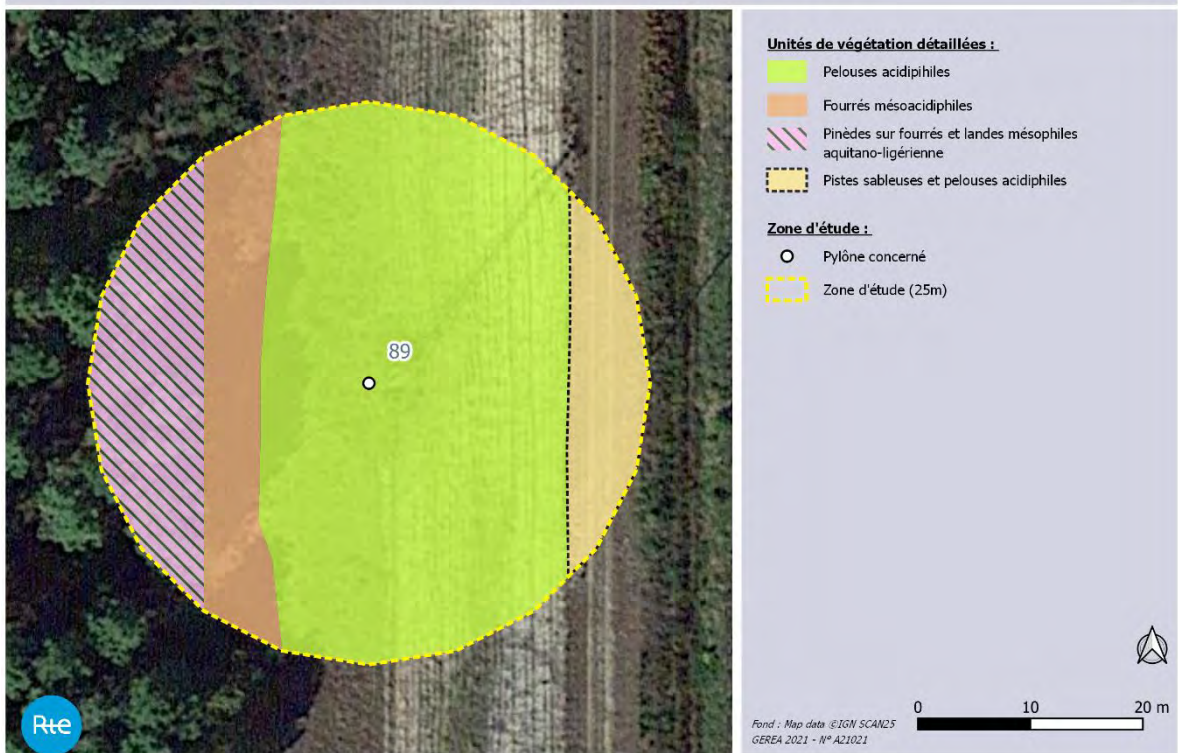 Unités de végétation détaillées :
Pelouses acidipihiles
Fourrés mésoacidiphiles
Pinèdes sur fourrés et landes mésophiles
aquitano-ligérienne
Pistes sableuses et pelouses acidiphiles
Zone d'étude :
Pylône concerné
Zone d'étude (25m)
89
Rte
Fond : Map data ©IGN SCAN25
GEREA 2021 - N° A21021
0 10 20 m